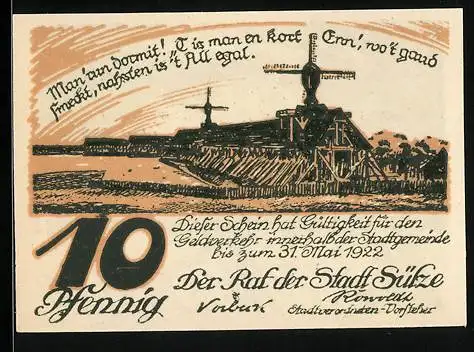 Man'run dormit! 'T is man en kort Enn', wo't gaud
smeckt, nahsten is 't All egal.
10
Pfennig
Dieser Schein hat Gültigkeit für den
Geldverkehr innerhalb der Stadtgemeinde
bis zum 31. Mai 1922
Der Rat der Stadt Sülze
Stadtverordneten-Vorsteher